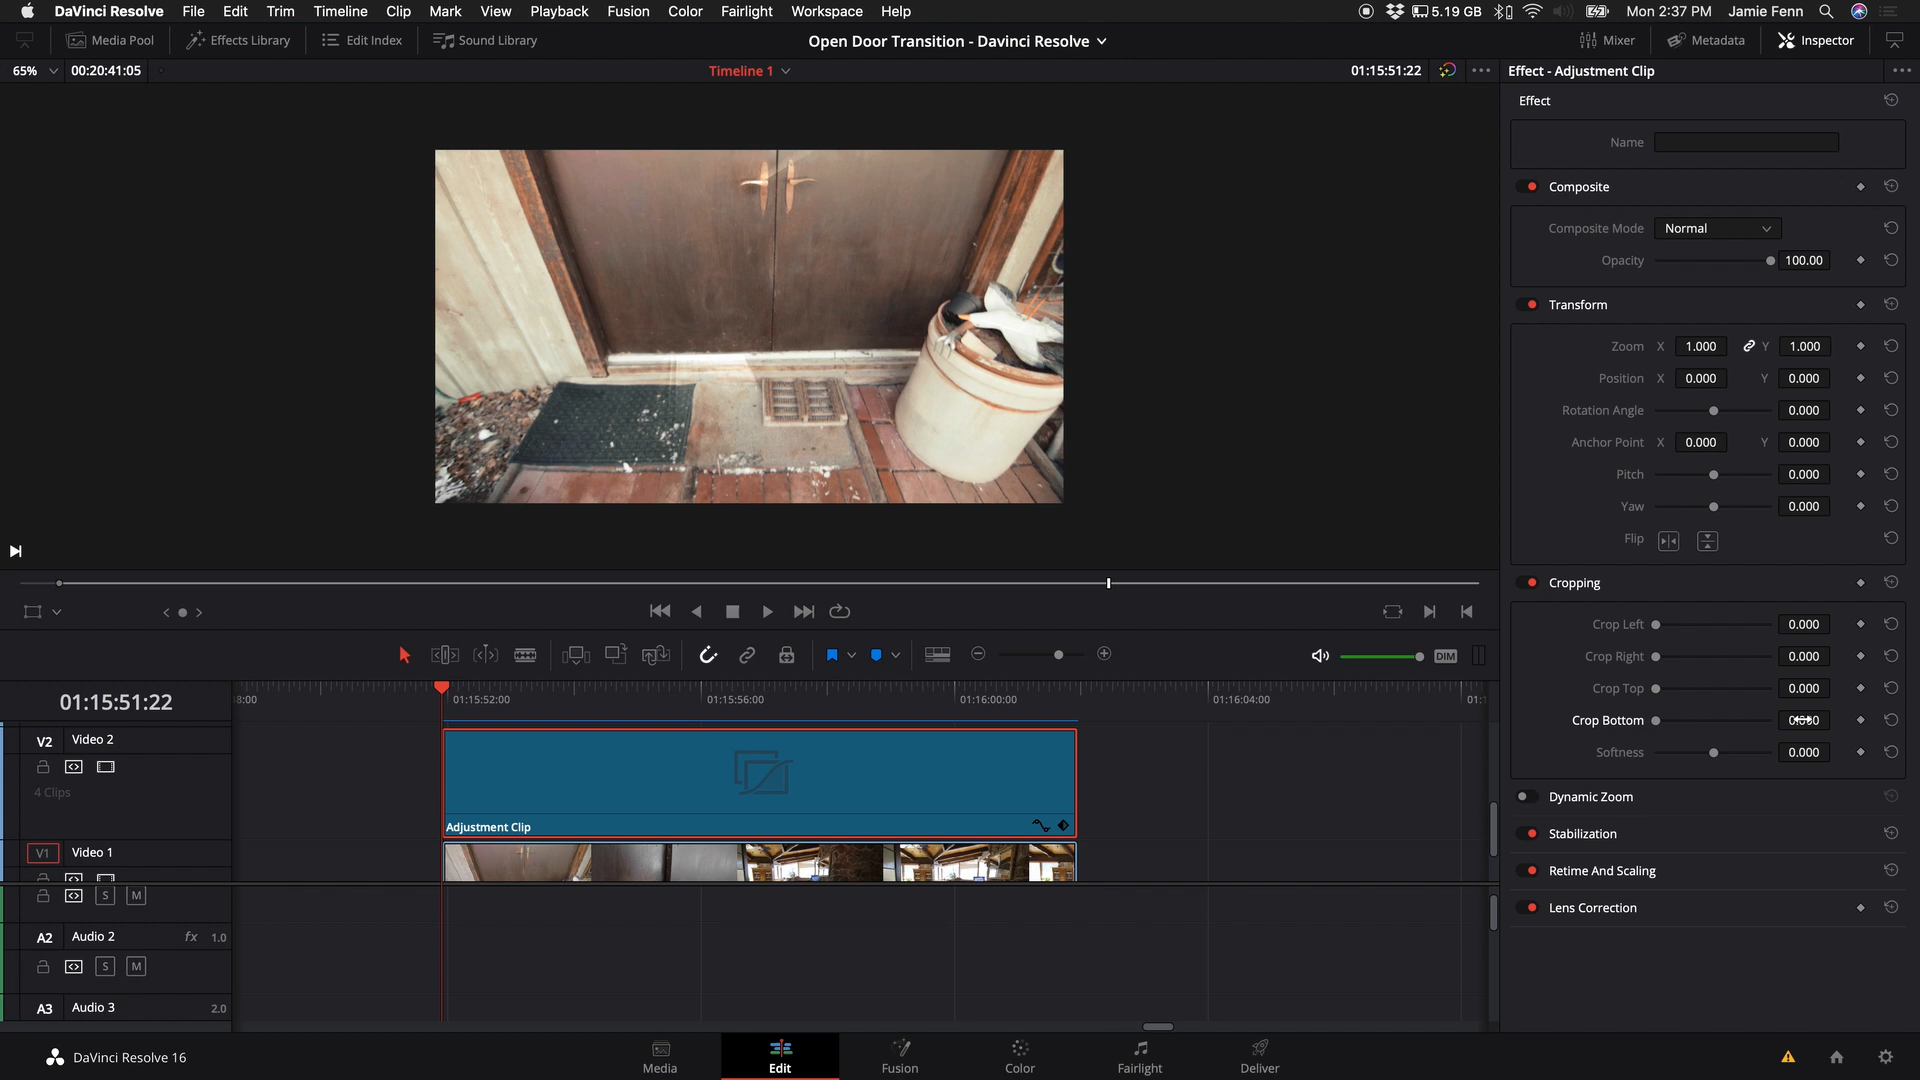 DaVinci Resolve File Edit Trim Timeline Clip Mark View Playback Fusion Color Fairlight Workspace Help 5.19 GB Mon 2:37 PM Jamie Fenn
Media Pool Effects Library Edit Index Sound Library Open Door Transition - Davinci Resolve Mixer Metadata Inspector
65% 00:20:41:05 Timeline 1 01:15:51:22 Effect - Adjustment Clip
Effect
Name
Composite
Composite Mode Normal
Opacity 100.00
Transform
Zoom X 1.000 Y 1.000
Position X 0.000 Y 0.000
Rotation Angle 0.000
Anchor Point X 0.000 Y 0.000
Pitch 0.000
Yaw 0.000
Flip
Cropping
Crop Left 0.000
Crop Right 0.000
Crop Top 0.000
Crop Bottom
Softness 0.000
Dynamic Zoom
Stabilization
Retime And Scaling
Lens Correction
DIM
01:15:51:22 8:00 01:15:52:00 01:15:56:00 01:16:00:00 01:16:04:00 01:1
V2 Video 2
4 Clips
Adjustment Clip
V1 Video 1
S M
A2 Audio 2 fx 1.0
S M
A3 Audio 3 2.0
DaVinci Resolve 16 Media Edit Fusion Color Fairlight Deliver